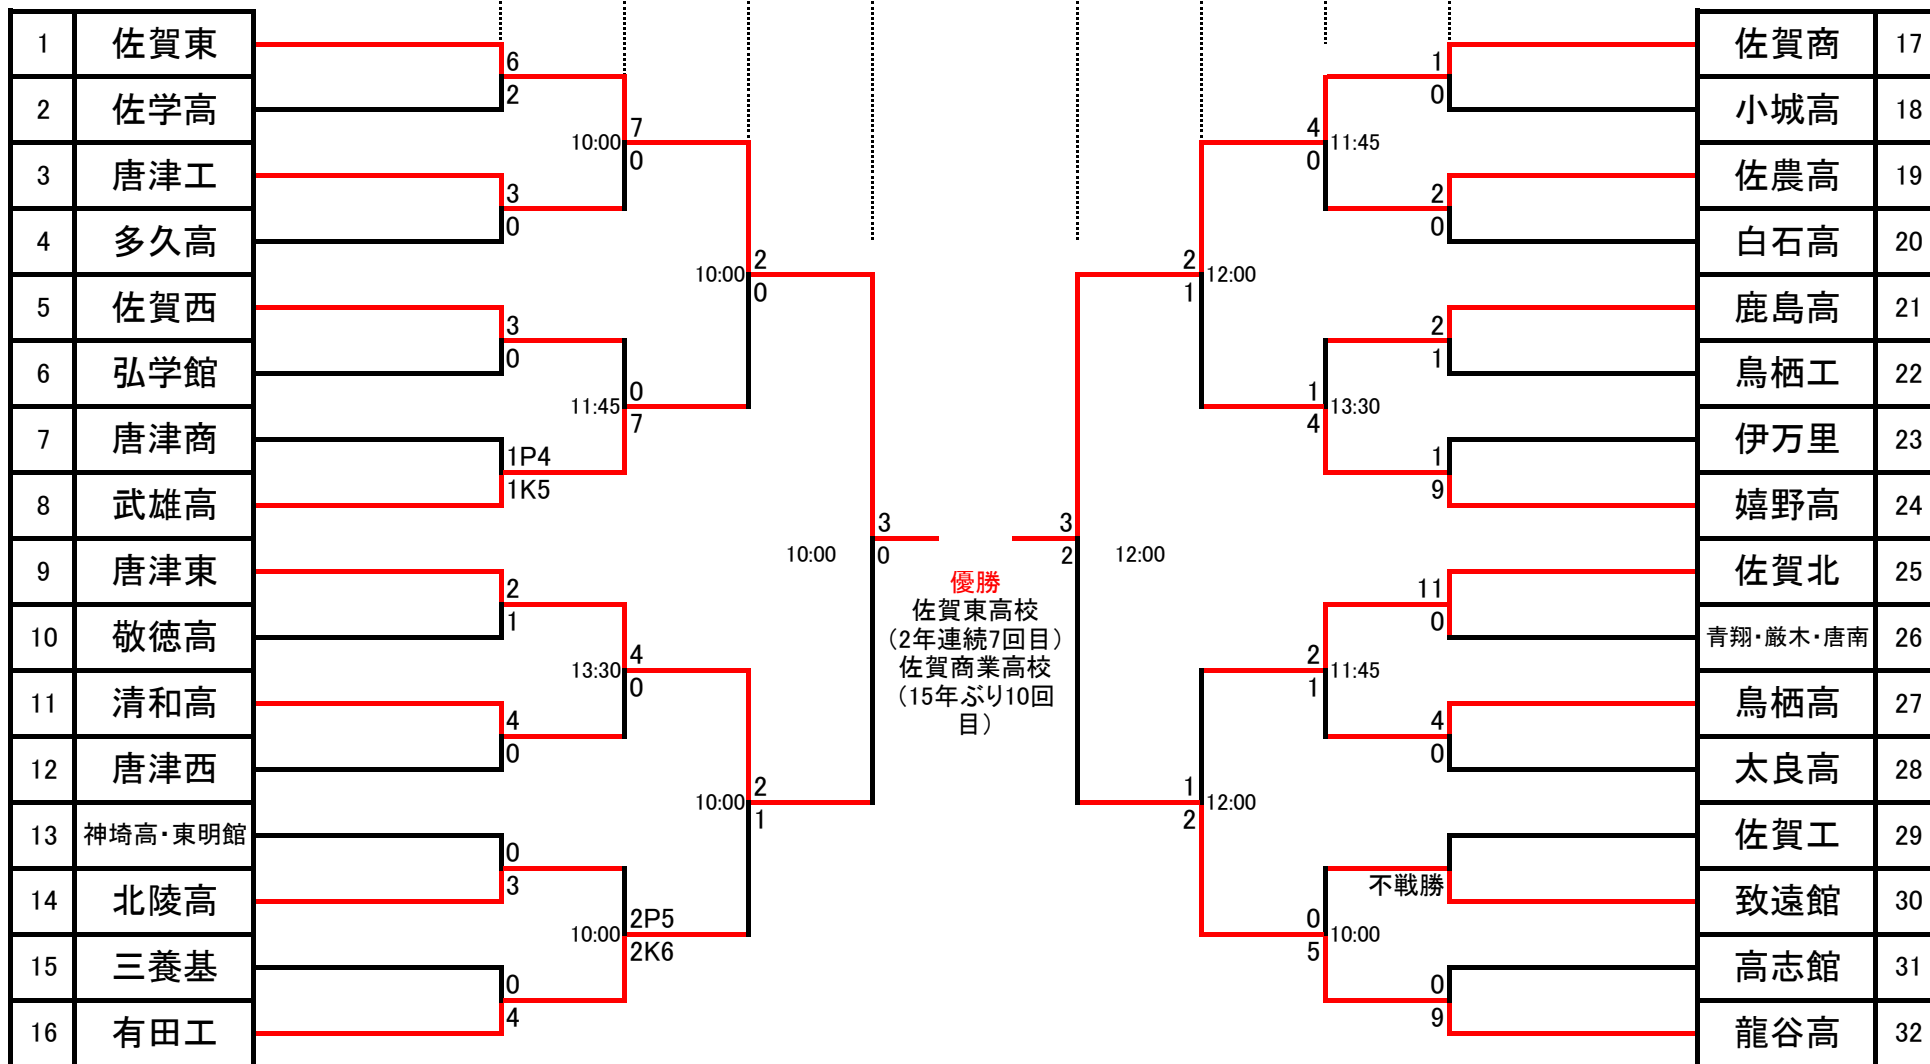 1 佐賀東
2 佐学高
3 唐津工
4 多久高
5 佐賀西
6 弘学館
7 唐津商
8 武雄高
9 唐津東
10 敬徳高
11 清和高
12 唐津西
13 神埼高・東明館
14 北陵高
15 三養基
16 有田工
6
2
3
0
3
0
1P4
1K5
2
1
4
0
0
3
0
4
10:00
7
0
11:45
0
7
13:30
4
0
10:00
2P5
2K6
10:00
2
0
10:00
2
1
10:00
3
0
優勝
佐賀東高校
（2年連続7回目）
佐賀商業高校
（15年ぶり10回
目）
3
2
12:00
2
1
12:00
1
2
12:00
4
0
11:45
1
4
13:30
2
1
11:45
0
5
10:00
1
0
2
0
2
1
1
9
11
0
4
0
不戦勝
0
9
佐賀商 17
小城高 18
佐農高 19
白石高 20
鹿島高 21
鳥栖工 22
伊万里 23
嬉野高 24
佐賀北 25
青翔・厳木・唐南 26
鳥栖高 27
太良高 28
佐賀工 29
致遠館 30
高志館 31
龍谷高 32